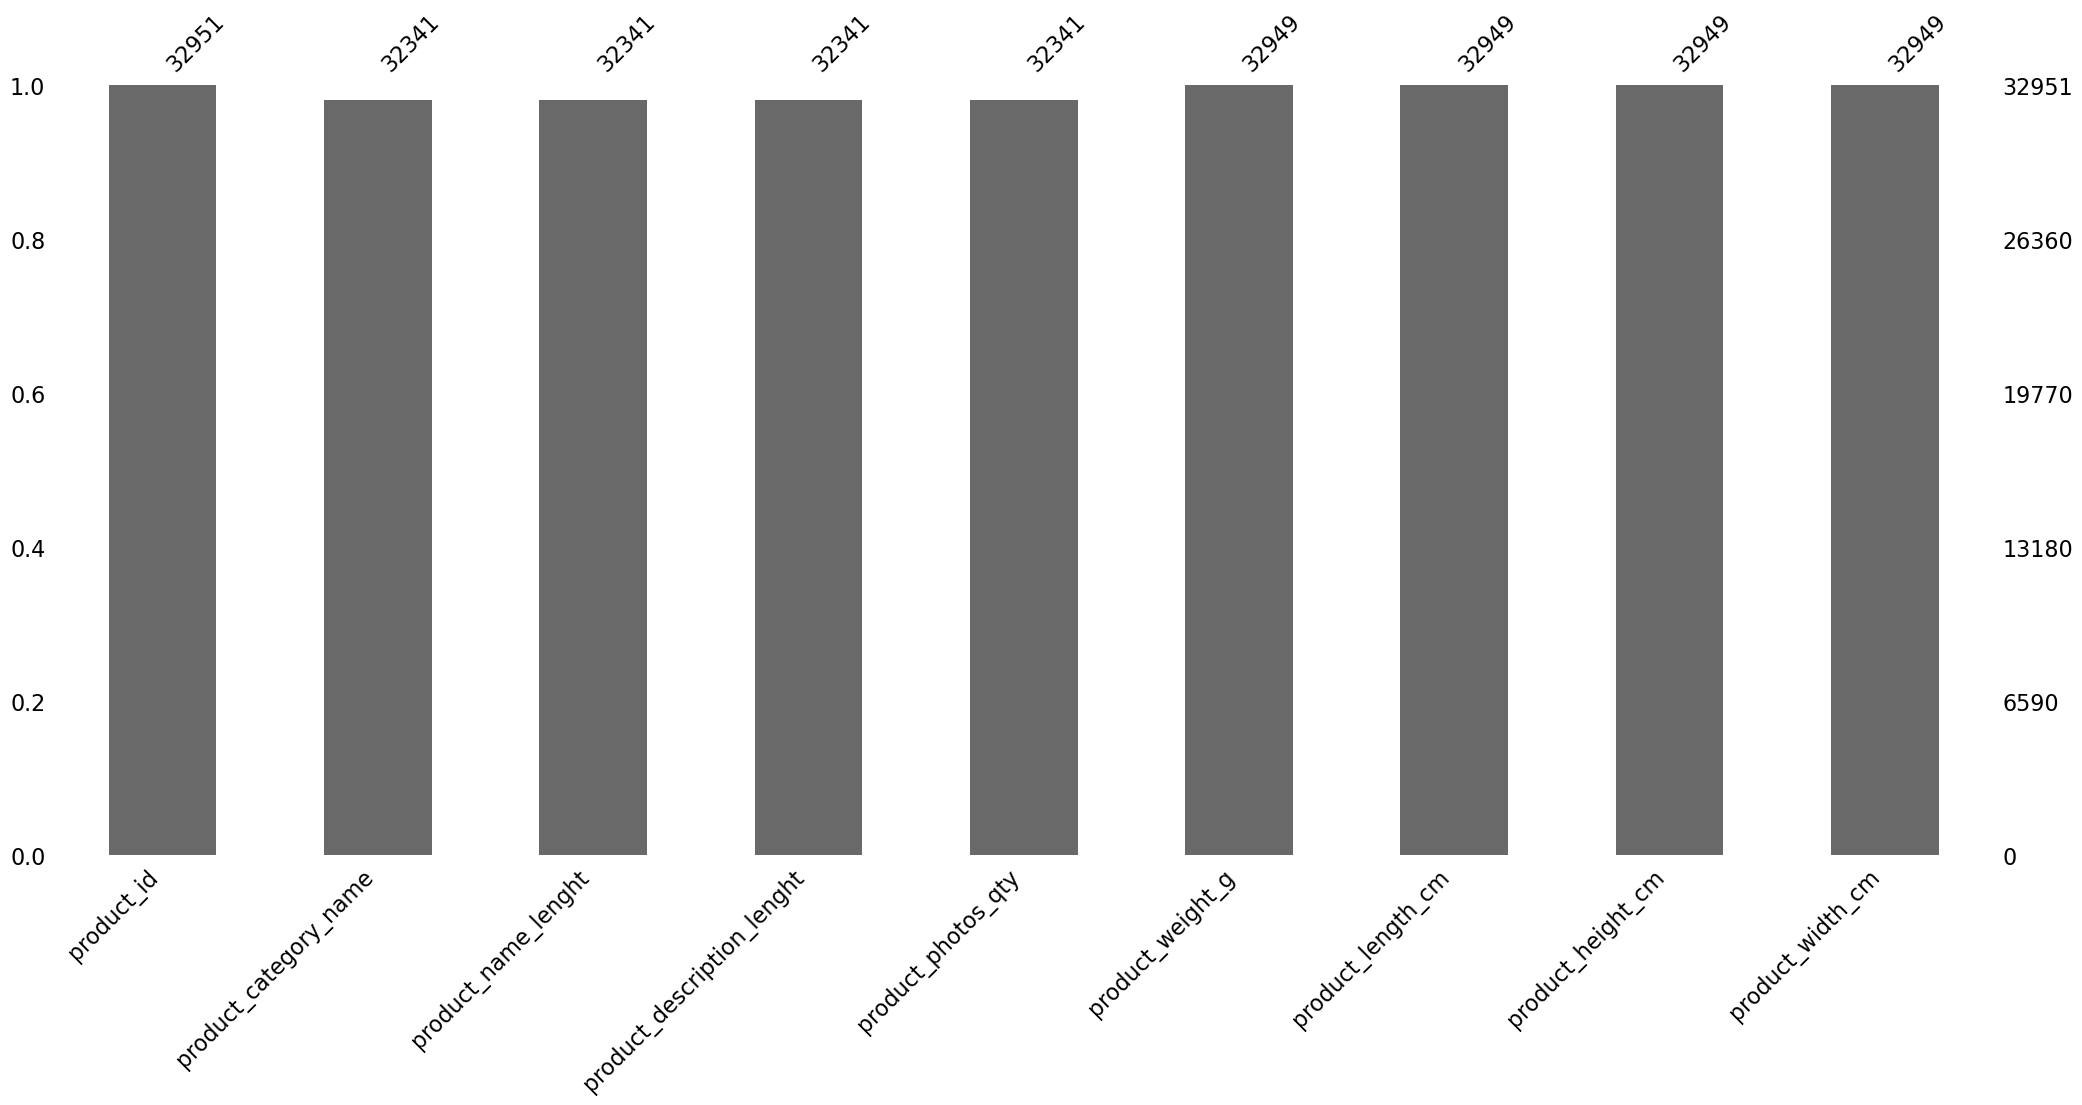 32951
32341
32341
32341
32341
32949
32949
32949
32949
1.0
32951
0.8
26360
0.6
19770
0.4
13180
0.2
6590
0.0
0
product_id
product_category_name
product_name_lenght
product_description_lenght
product_photos_qty
product_weight_g
product_length_cm
product_height_cm
product_width_cm